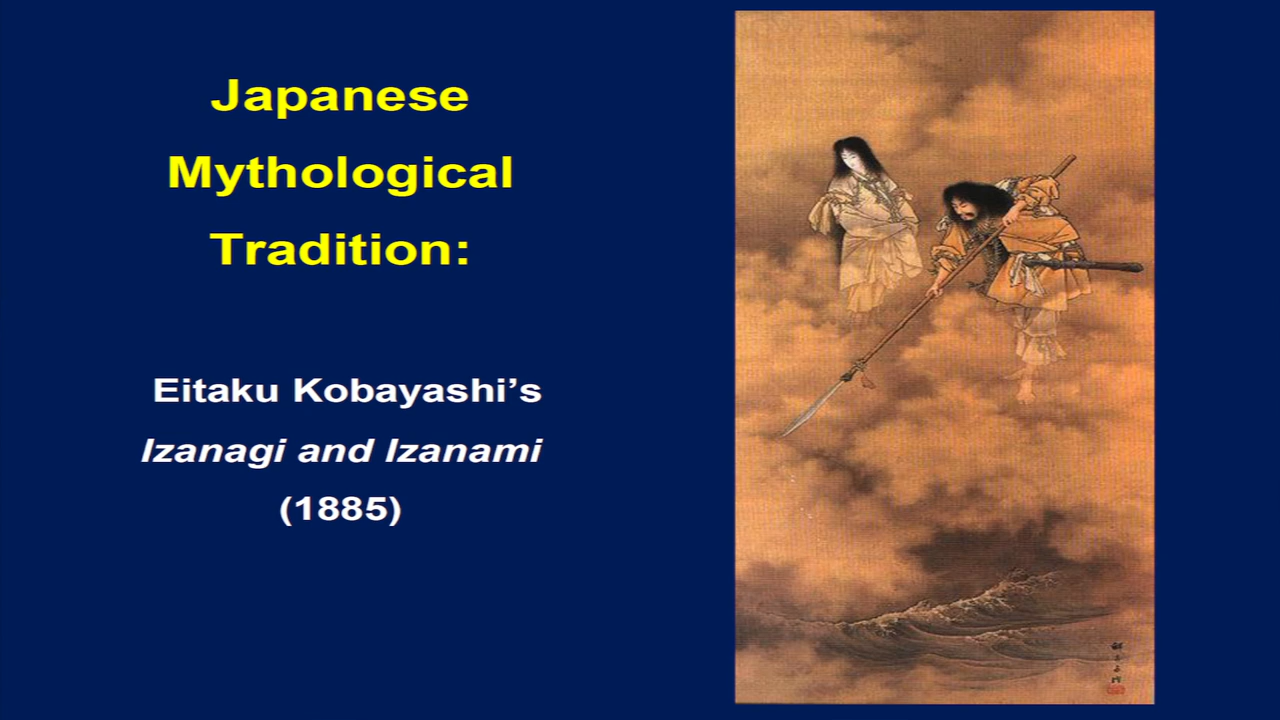 Japanese
Mythological
Tradition:
Eitaku Kobayashi’s
Izanagi and Izanami
(1885)